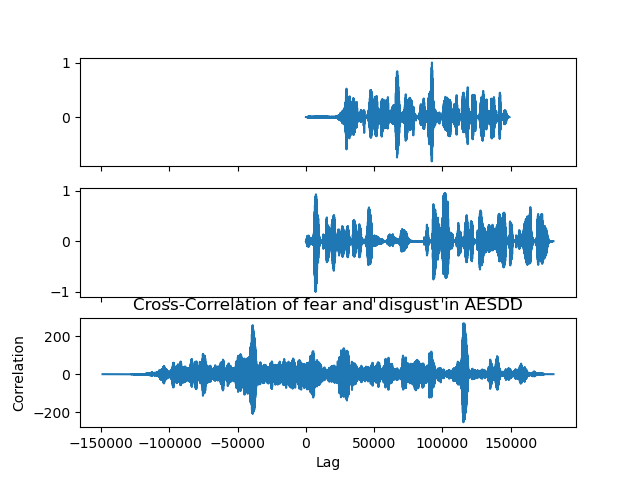 1
0
1
0
−1
Cross-Correlation of fear and disgust in AESDD
200
0
−200
Correlation
−150000 −100000 −50000 0 50000 100000 150000
Lag